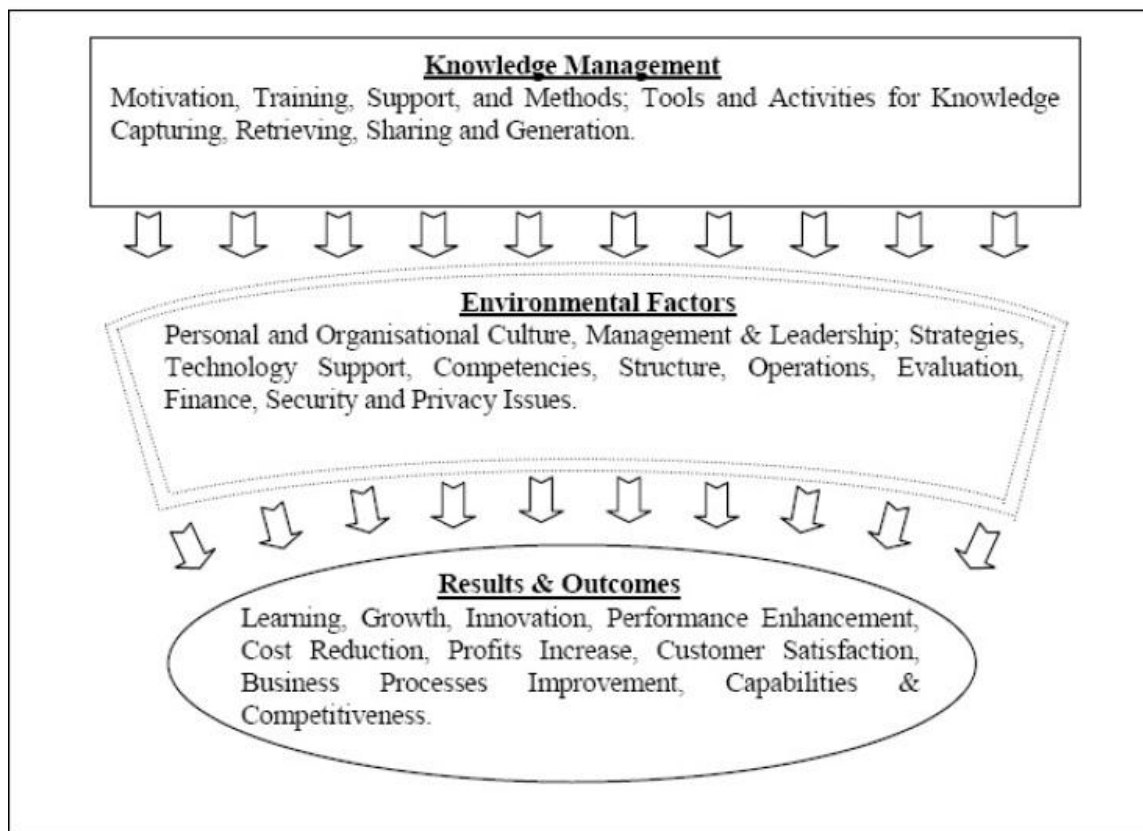 Knowledge Management
Motivation, Training, Support, and Methods; Tools and Activities for Knowledge
Capturing, Retrieving, Sharing and Generation.
Environmental Factors
Personal and Organisational Culture, Management & Leadership; Strategies,
Technology Support, Competencies, Structure, Operations, Evaluation,
Finance, Security and Privacy Issues.
Results & Outcomes
Learning, Growth, Innovation, Performance Enhancement,
Cost Reduction, Profits Increase, Customer Satisfaction,
Business Processes Improvement, Capabilities &
Competitiveness.